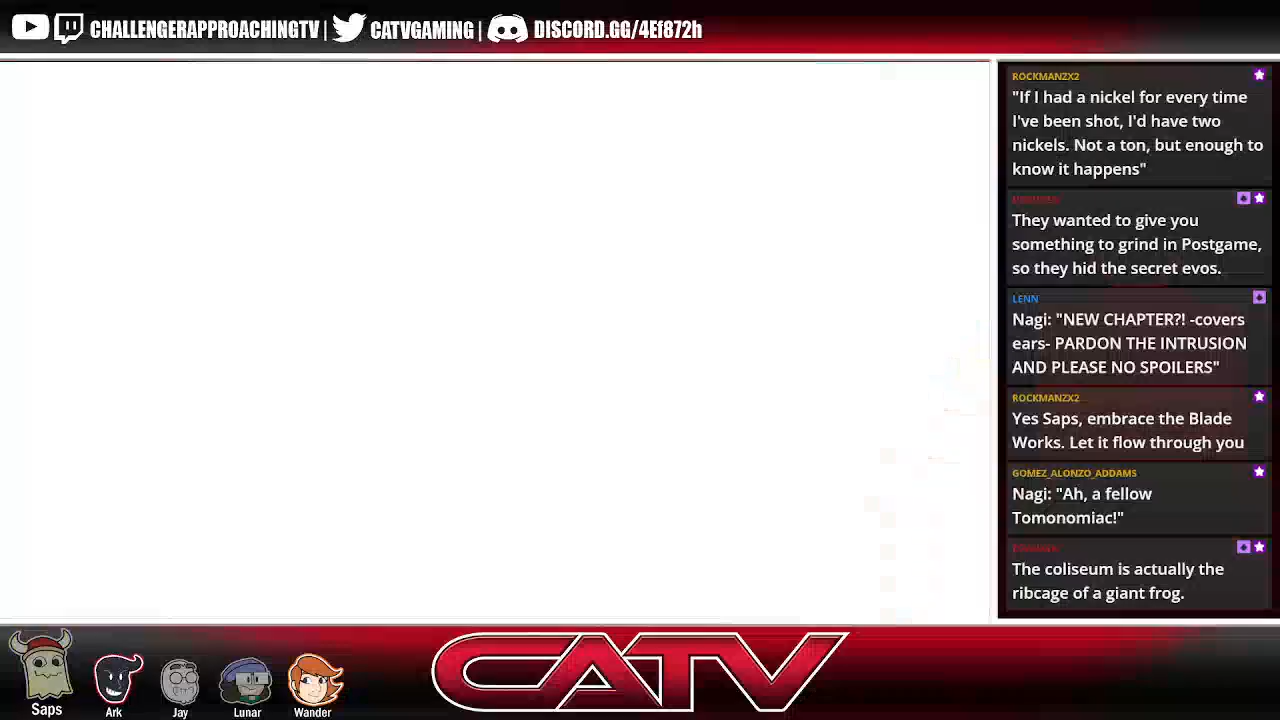 CHALLENGERAPPROACHINGTV | CATVGAMING | DISCORD.GG/4Ef872h
ROCKMANZX2
"If I had a nickel for every time
I've been shot, I'd have two
nickels. Not a ton, but enough to
know it happens"
They wanted to give you
something to grind in Postgame,
so they hid the secret evos.
LENN
Nagi: "NEW CHAPTER?! -covers
ears- PARDON THE INTRUSION
AND PLEASE NO SPOILERS"
ROCKMANZX2
Yes Saps, embrace the Blade
Works. Let it flow through you
GOMEZ_ALONZO_ADDAMS
Nagi: "Ah, a fellow
Tomonomiac!"
The coliseum is actually the
ribcage of a giant frog.
CATV
Saps
Ark
Jay
Lunar
Wander